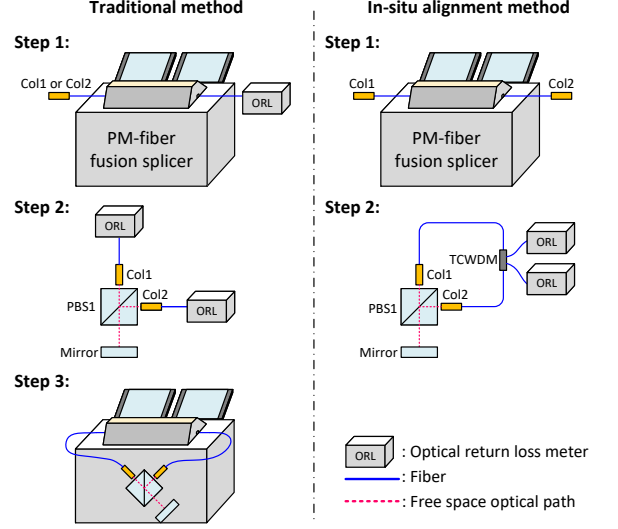 Traditional method
Step 1:
Col1 or Col2
ORL
PM-fiber
fusion splicer
Step 2:
ORL
Col1
Col2
PBS1
ORL
Mirror
Step 3:
In-situ alignment method
Step 1:
Col1
Col2
PM-fiber
fusion splicer
Step 2:
ORL
TCWDM
Col1
ORL
Col2
PBS1
Mirror
ORL : Optical return loss meter
: Fiber
: Free space optical path